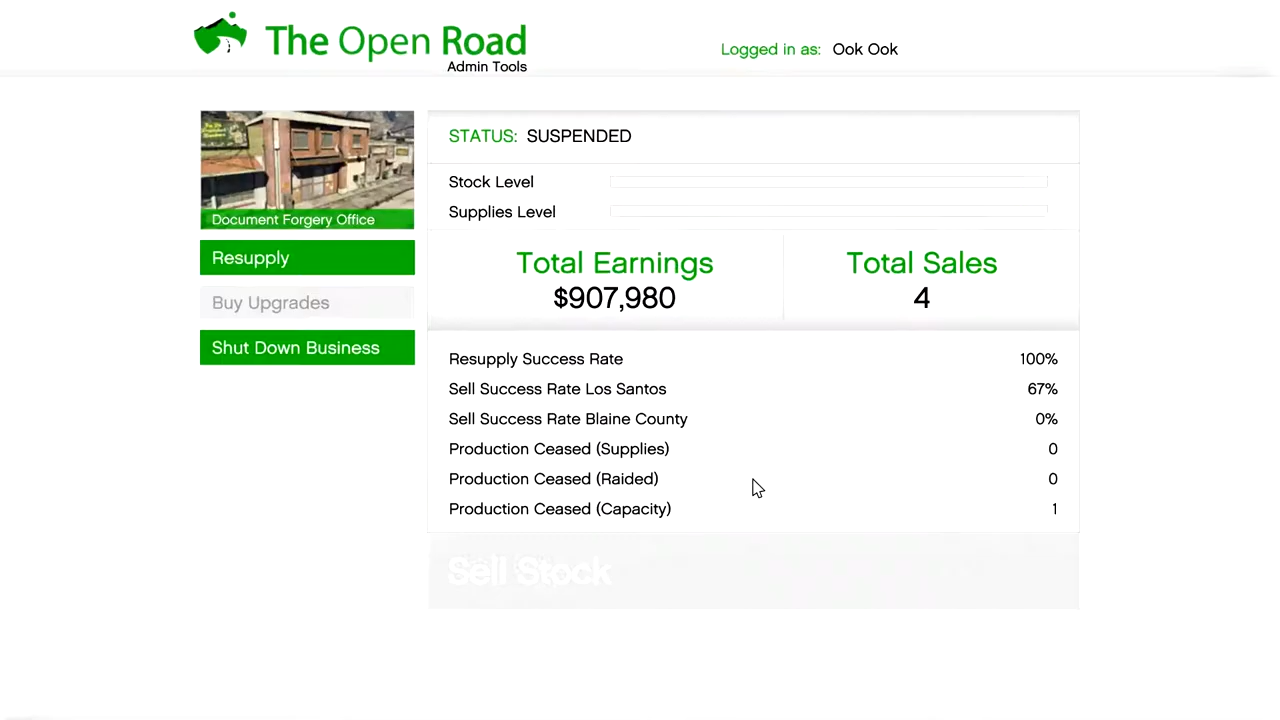 The Open Road
Admin Tools
Logged in as: Ook Ook
Document Forgery Office
Resupply
Buy Upgrades
Shut Down Business
STATUS: SUSPENDED
Stock Level
Supplies Level
Total Earnings
$907,980
Total Sales
4
Resupply Success Rate 100%
Sell Success Rate Los Santos 67%
Sell Success Rate Blaine County 0%
Production Ceased (Supplies) 0
Production Ceased (Raided) 0
Production Ceased (Capacity) 1
Sell Stock